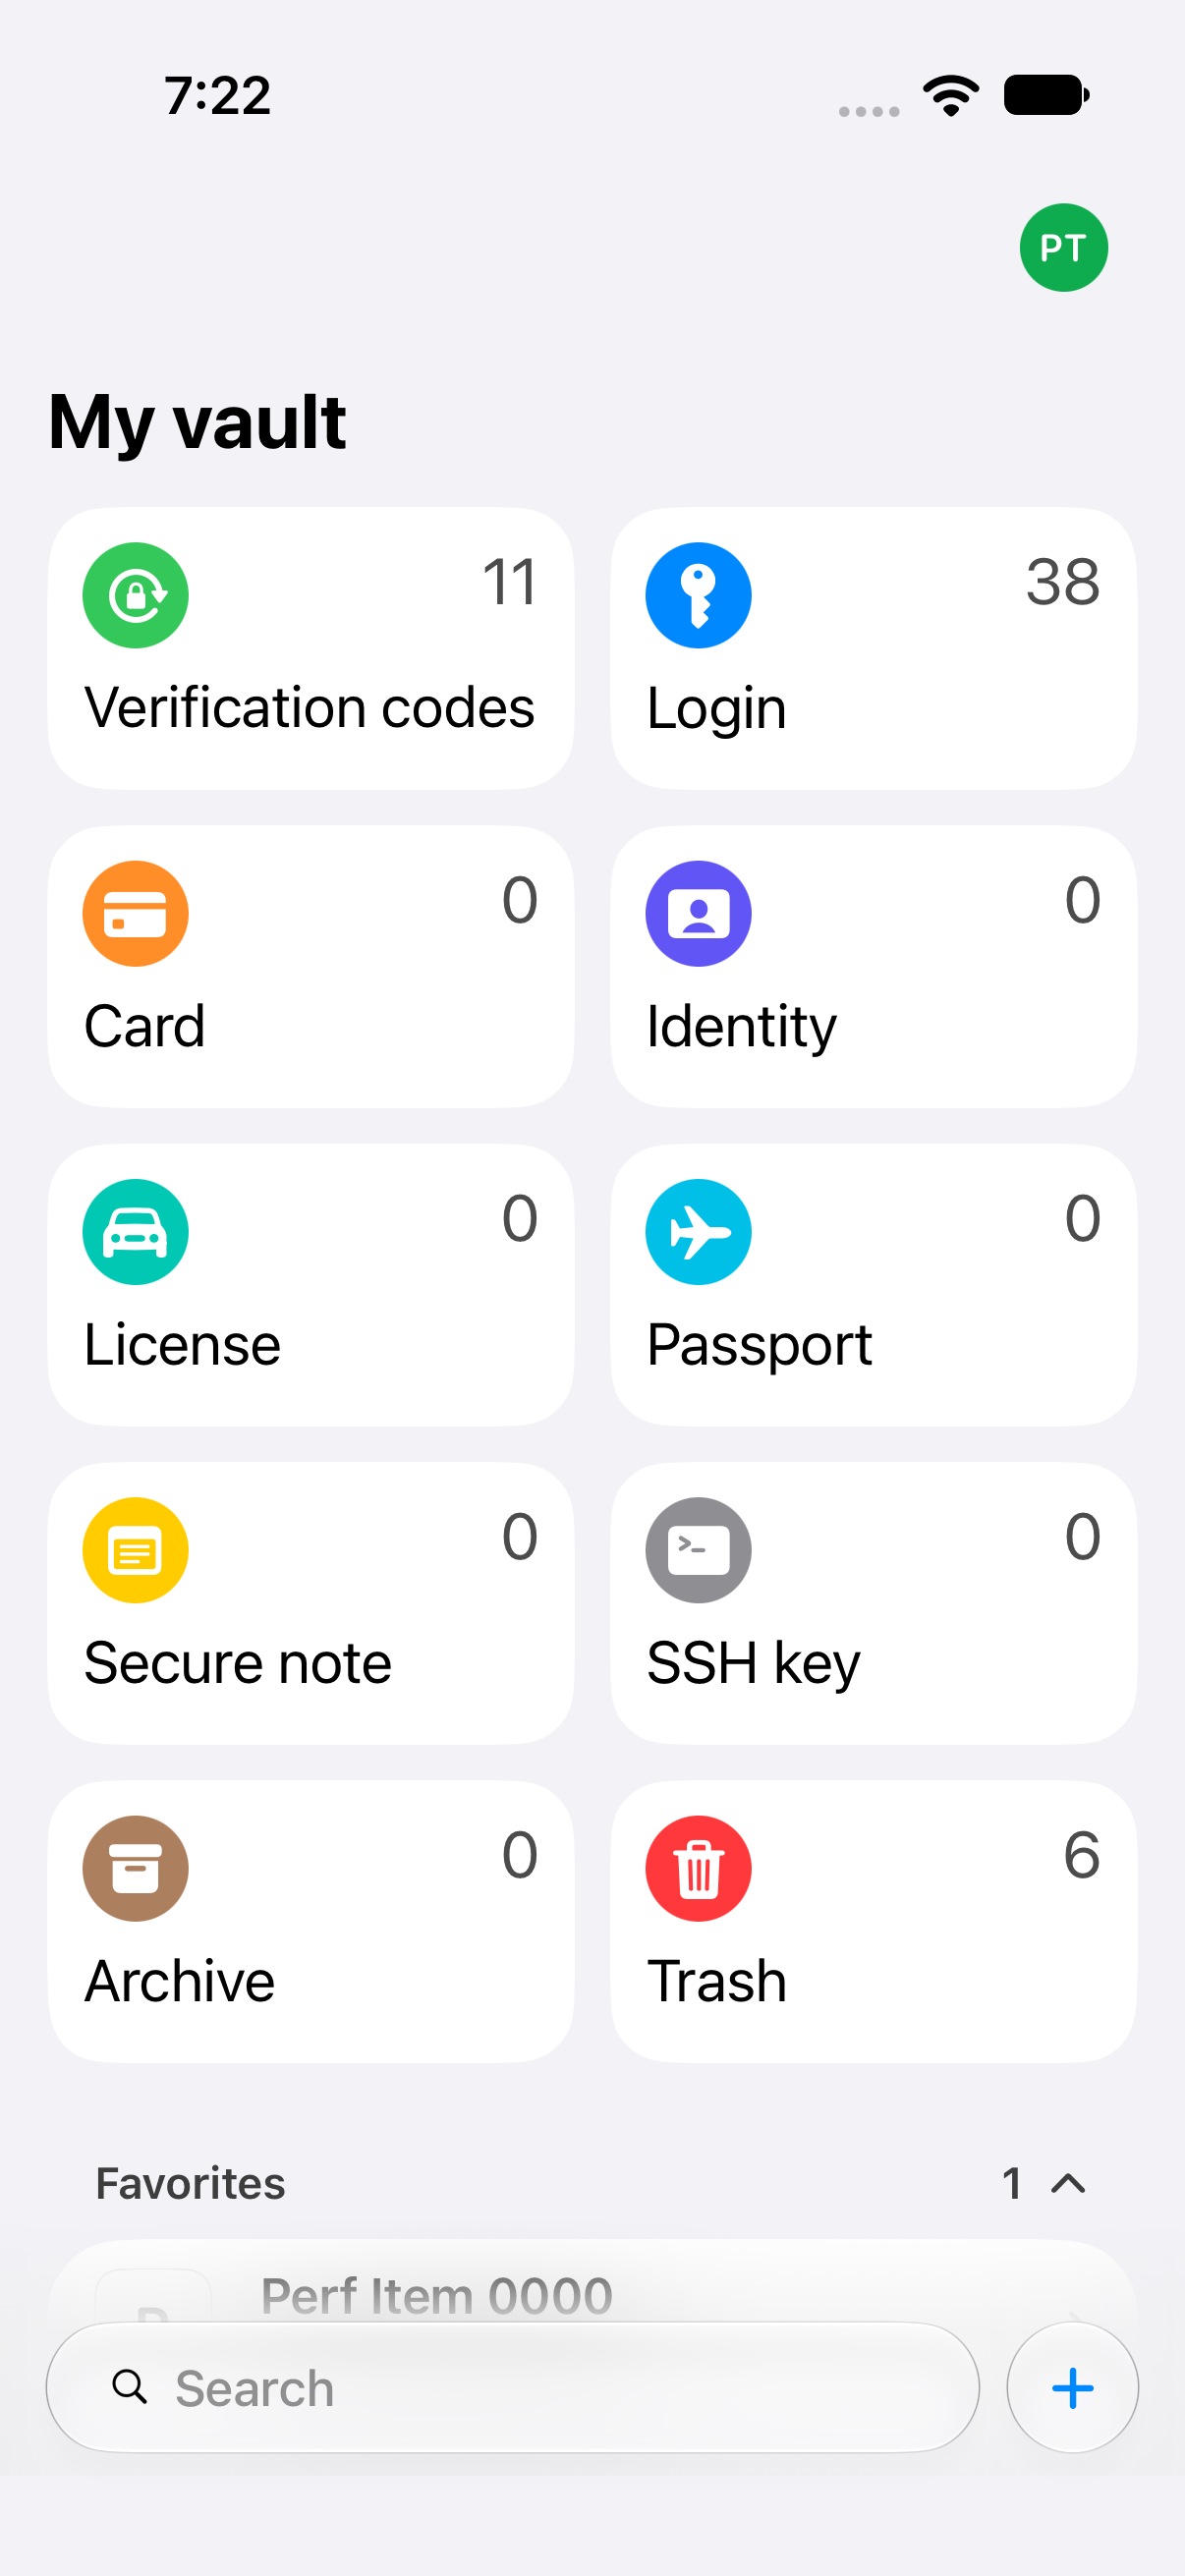 7:22
PT
My vault
11
Verification codes
38
Login
0
Card
0
Identity
0
License
0
Passport
0
Secure note
0
SSH key
0
Archive
6
Trash
Favorites 1
Perf Item 0000
Search